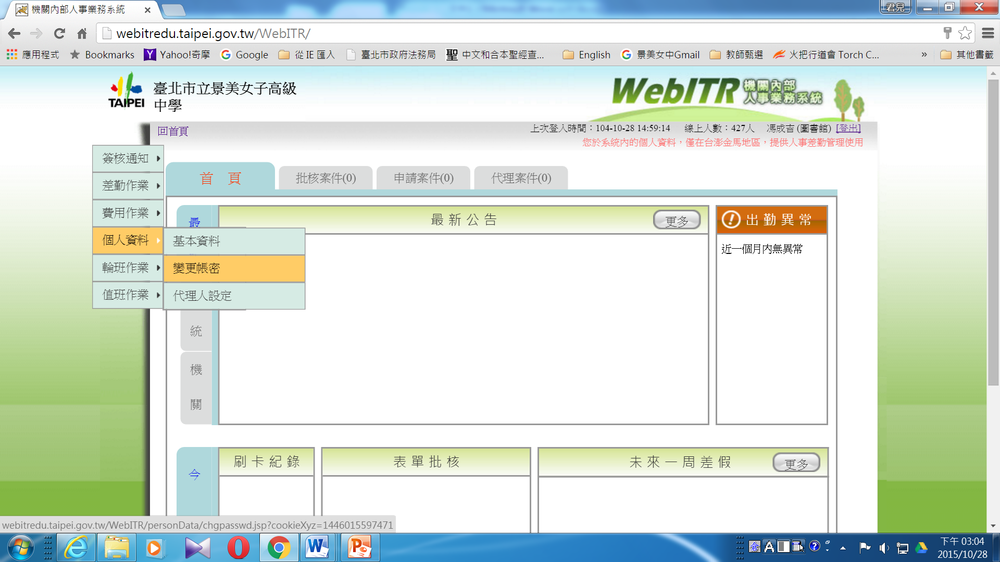 機關內部人事業務系統
君兒
webitredu.taipei.gov.tw/WebITR/
應用程式 Bookmarks Yahoo!奇摩 Google 從 IE 匯入 臺北市政府法務局 中文和合本聖經查... English 景美女中Gmail 教師甄選 火把行道會 Torch C... » 其他書籤
TAIPEI
臺北市立景美女子高級
中學
WebITR 機關內部
人事業務系統
回首頁
上次登入時間：104-10-28 14:59:14 線上人數：427人 馮成吉 (圖書館) [登出]
您於系統內的個人資料，僅在台澎金馬地區，提供人事差勤管理使用
簽核通知
差勤作業
費用作業
個人資料
輪班作業
值班作業
基本資料
變更帳密
代理人設定
首 頁
批核案件(0)
申請案件(0)
代理案件(0)
最
統
機
關
最新公告
更多
出勤異常
近一個月內無異常
今
刷卡紀錄
表單批核
未來一周差假
更多
webitredu.taipei.gov.tw/WebITR/personData/chgpasswd.jsp?cookieXyz=1446015597471
倉 A
下午 03:04
2015/10/28